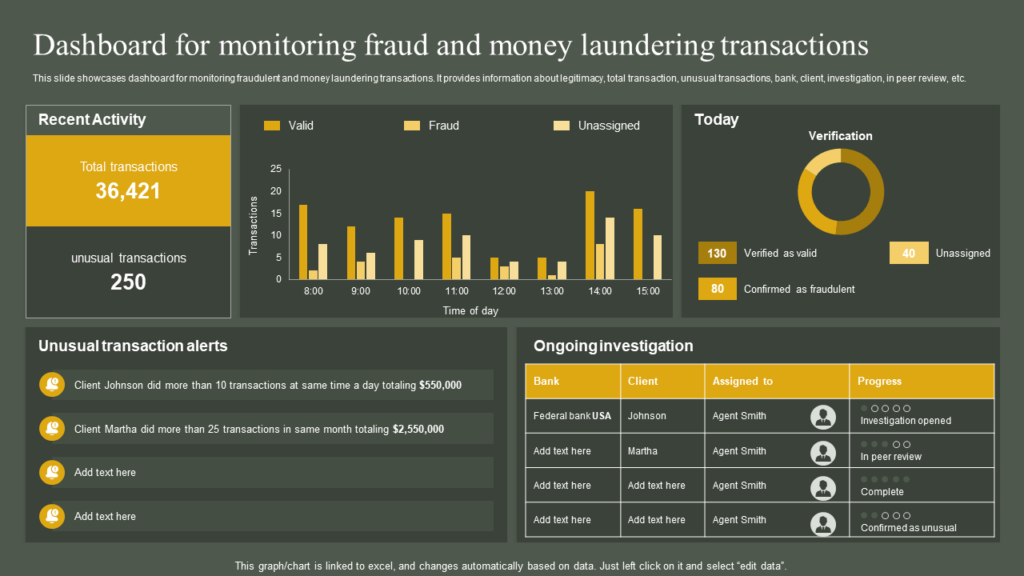 Dashboard for monitoring fraud and money laundering transactions
This slide showcases dashboard for monitoring fraudulent and money laundering transactions. It provides information about legitimacy, total transaction, unusual transactions, bank, client, investigation, in peer review, etc.
Recent Activity
Total transactions
36,421
unusual transactions
250
Valid
Fraud
Unassigned
Transactions
25
20
15
10
5
0
8:00
9:00
10:00
11:00
12:00
13:00
14:00
15:00
Time of day
Today
Verification
130
Verified as valid
40
Unassigned
80
Confirmed as fraudulent
Unusual transaction alerts
Client Johnson did more than 10 transactions at same time a day totaling $550,000
Client Martha did more than 25 transactions in same month totaling $2,550,000
Add text here
Add text here
Ongoing investigation
Bank Client Assigned to Progress
Federal bank USA Johnson Agent Smith Investigation opened
Add text here Martha Agent Smith In peer review
Add text here Add text here Agent Smith Complete
Add text here Add text here Agent Smith Confirmed as unusual
This graph/chart is linked to excel, and changes automatically based on data. Just left click on it and select “edit data”.